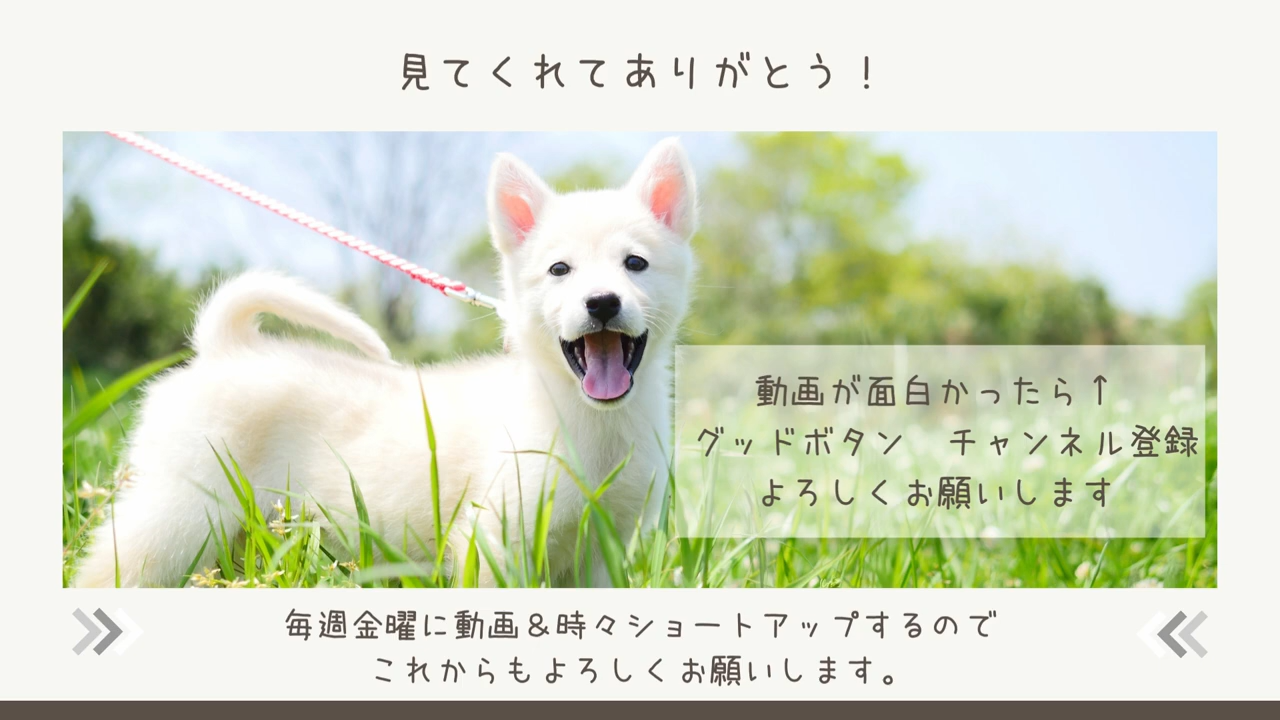 見てくれてありがとう！
動画が面白かったら↑
グッドボタン　チャンネル登録
よろしくお願いします
毎週金曜に動画＆時々ショートアップするので
これからもよろしくお願いします。